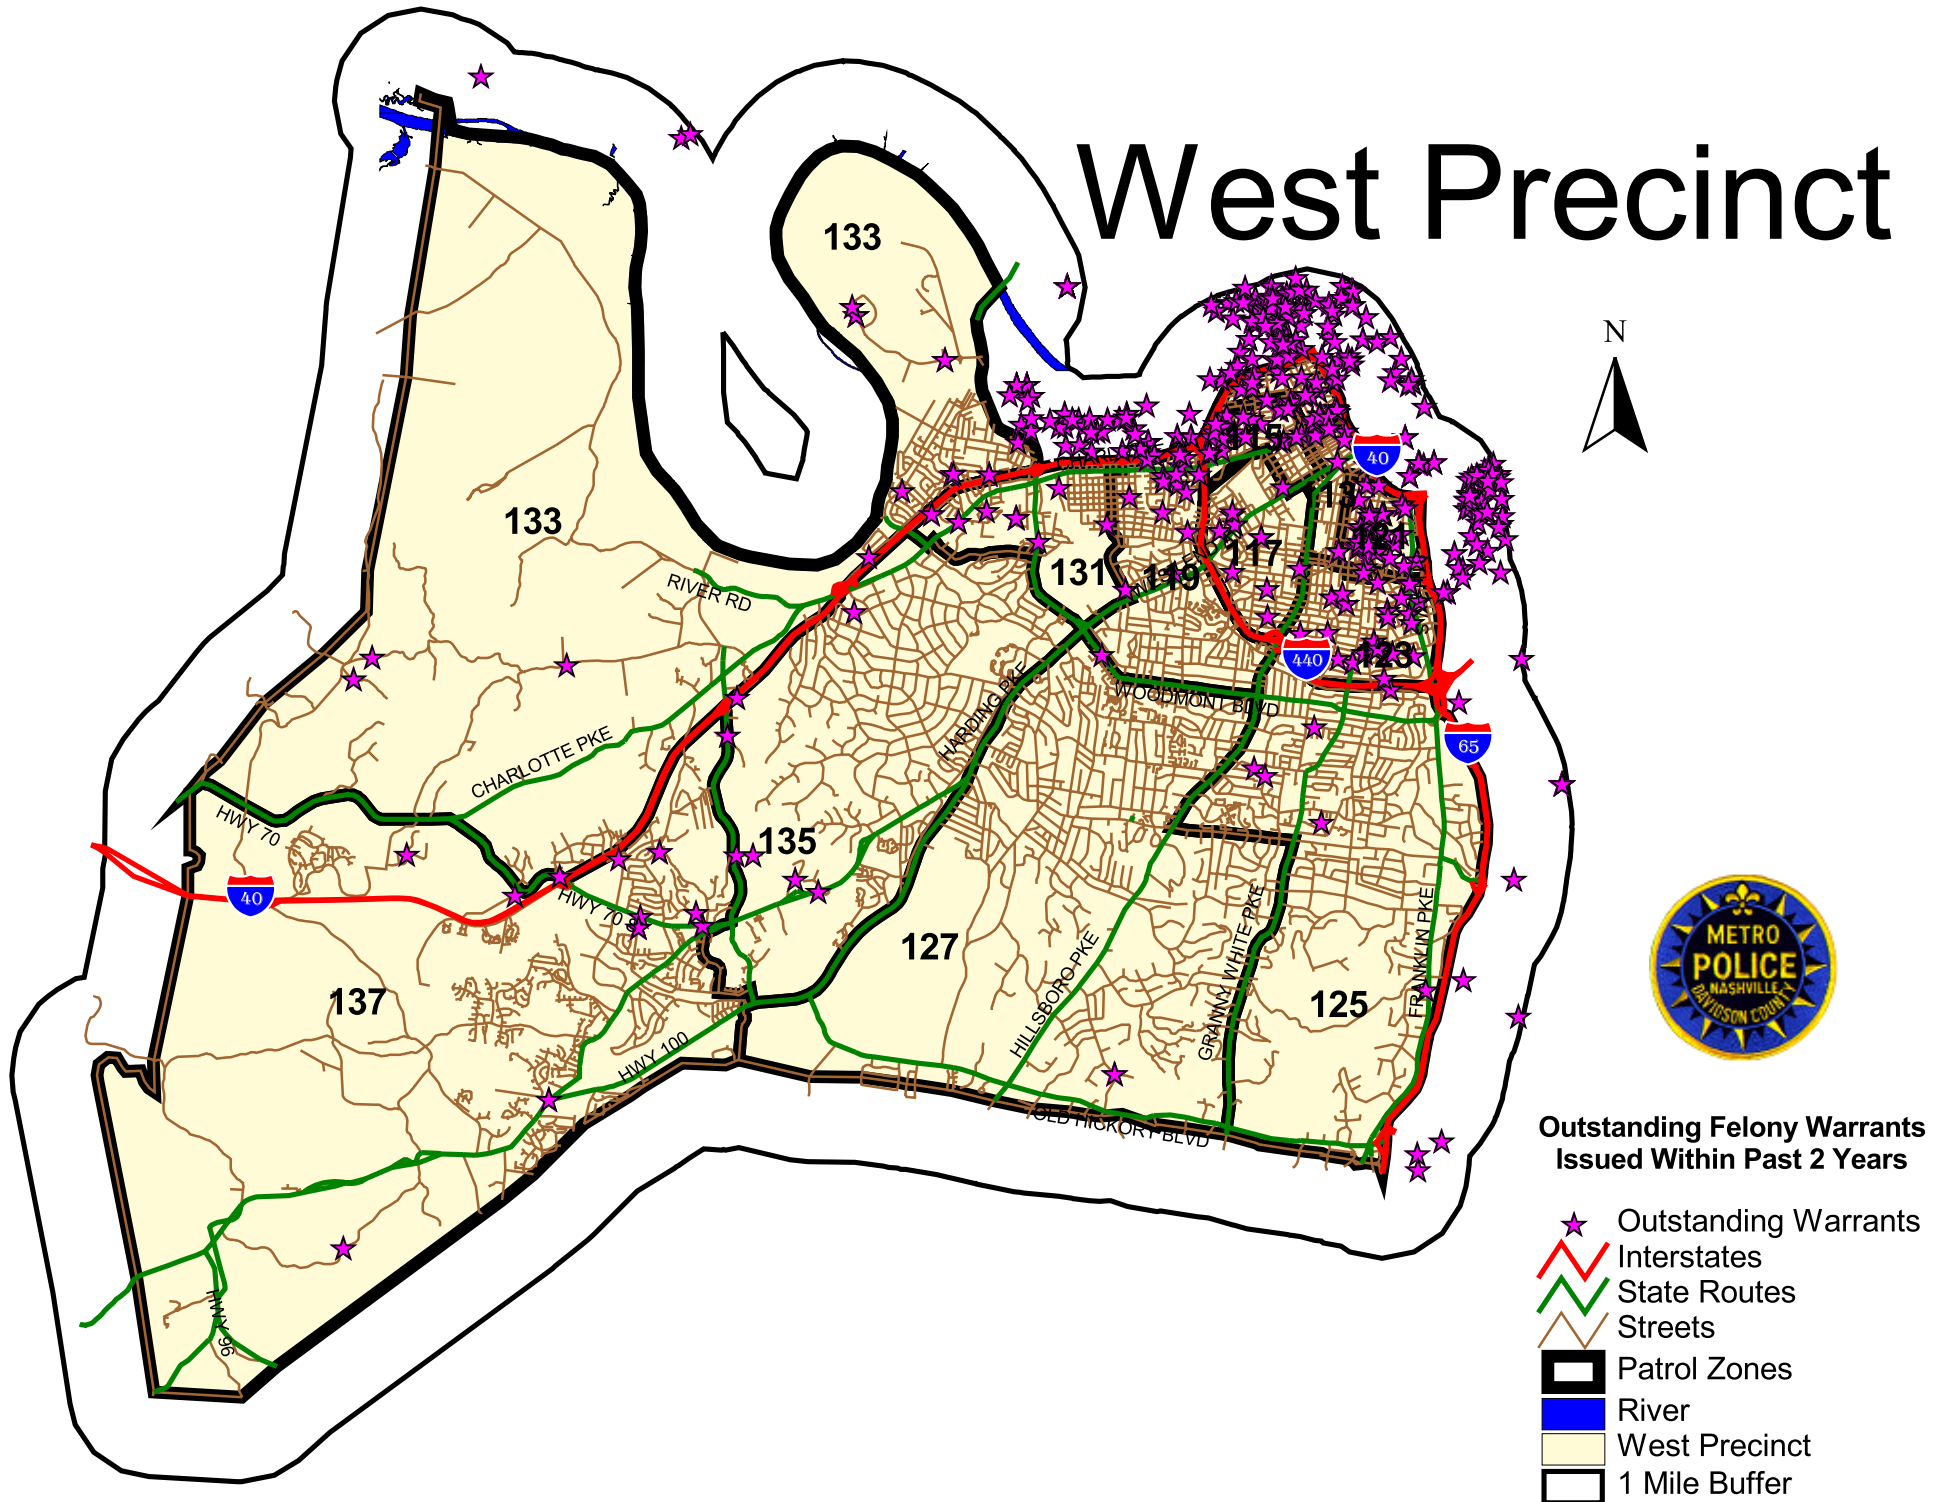 West Precinct
N
133
133
115
40
13
121
117
131
119
RIVER RD
123
440
WOODMONT BLVD
HARDING PKE
65
CHARLOTTE PKE
HWY 70
135
40
HWY 70 S
127
137
HILLSBORO PKE
GRANNY WHITE PKE
FRANKLIN PKE
125
HWY 100
OLD HICKORY BLVD
HWY 96
METRO
POLICE
NASHVILLE
DAVIDSON COUNTY
Outstanding Felony Warrants
Issued Within Past 2 Years
Outstanding Warrants
Interstates
State Routes
Streets
Patrol Zones
River
West Precinct
1 Mile Buffer